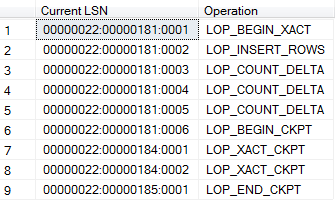 Current LSN Operation
1 00000022:00000181:0001 LOP_BEGIN_XACT
2 00000022:00000181:0002 LOP_INSERT_ROWS
3 00000022:00000181:0003 LOP_COUNT_DELTA
4 00000022:00000181:0004 LOP_COUNT_DELTA
5 00000022:00000181:0005 LOP_COUNT_DELTA
6 00000022:00000181:0006 LOP_BEGIN_CKPT
7 00000022:00000184:0001 LOP_XACT_CKPT
8 00000022:00000184:0002 LOP_XACT_CKPT
9 00000022:00000185:0001 LOP_END_CKPT